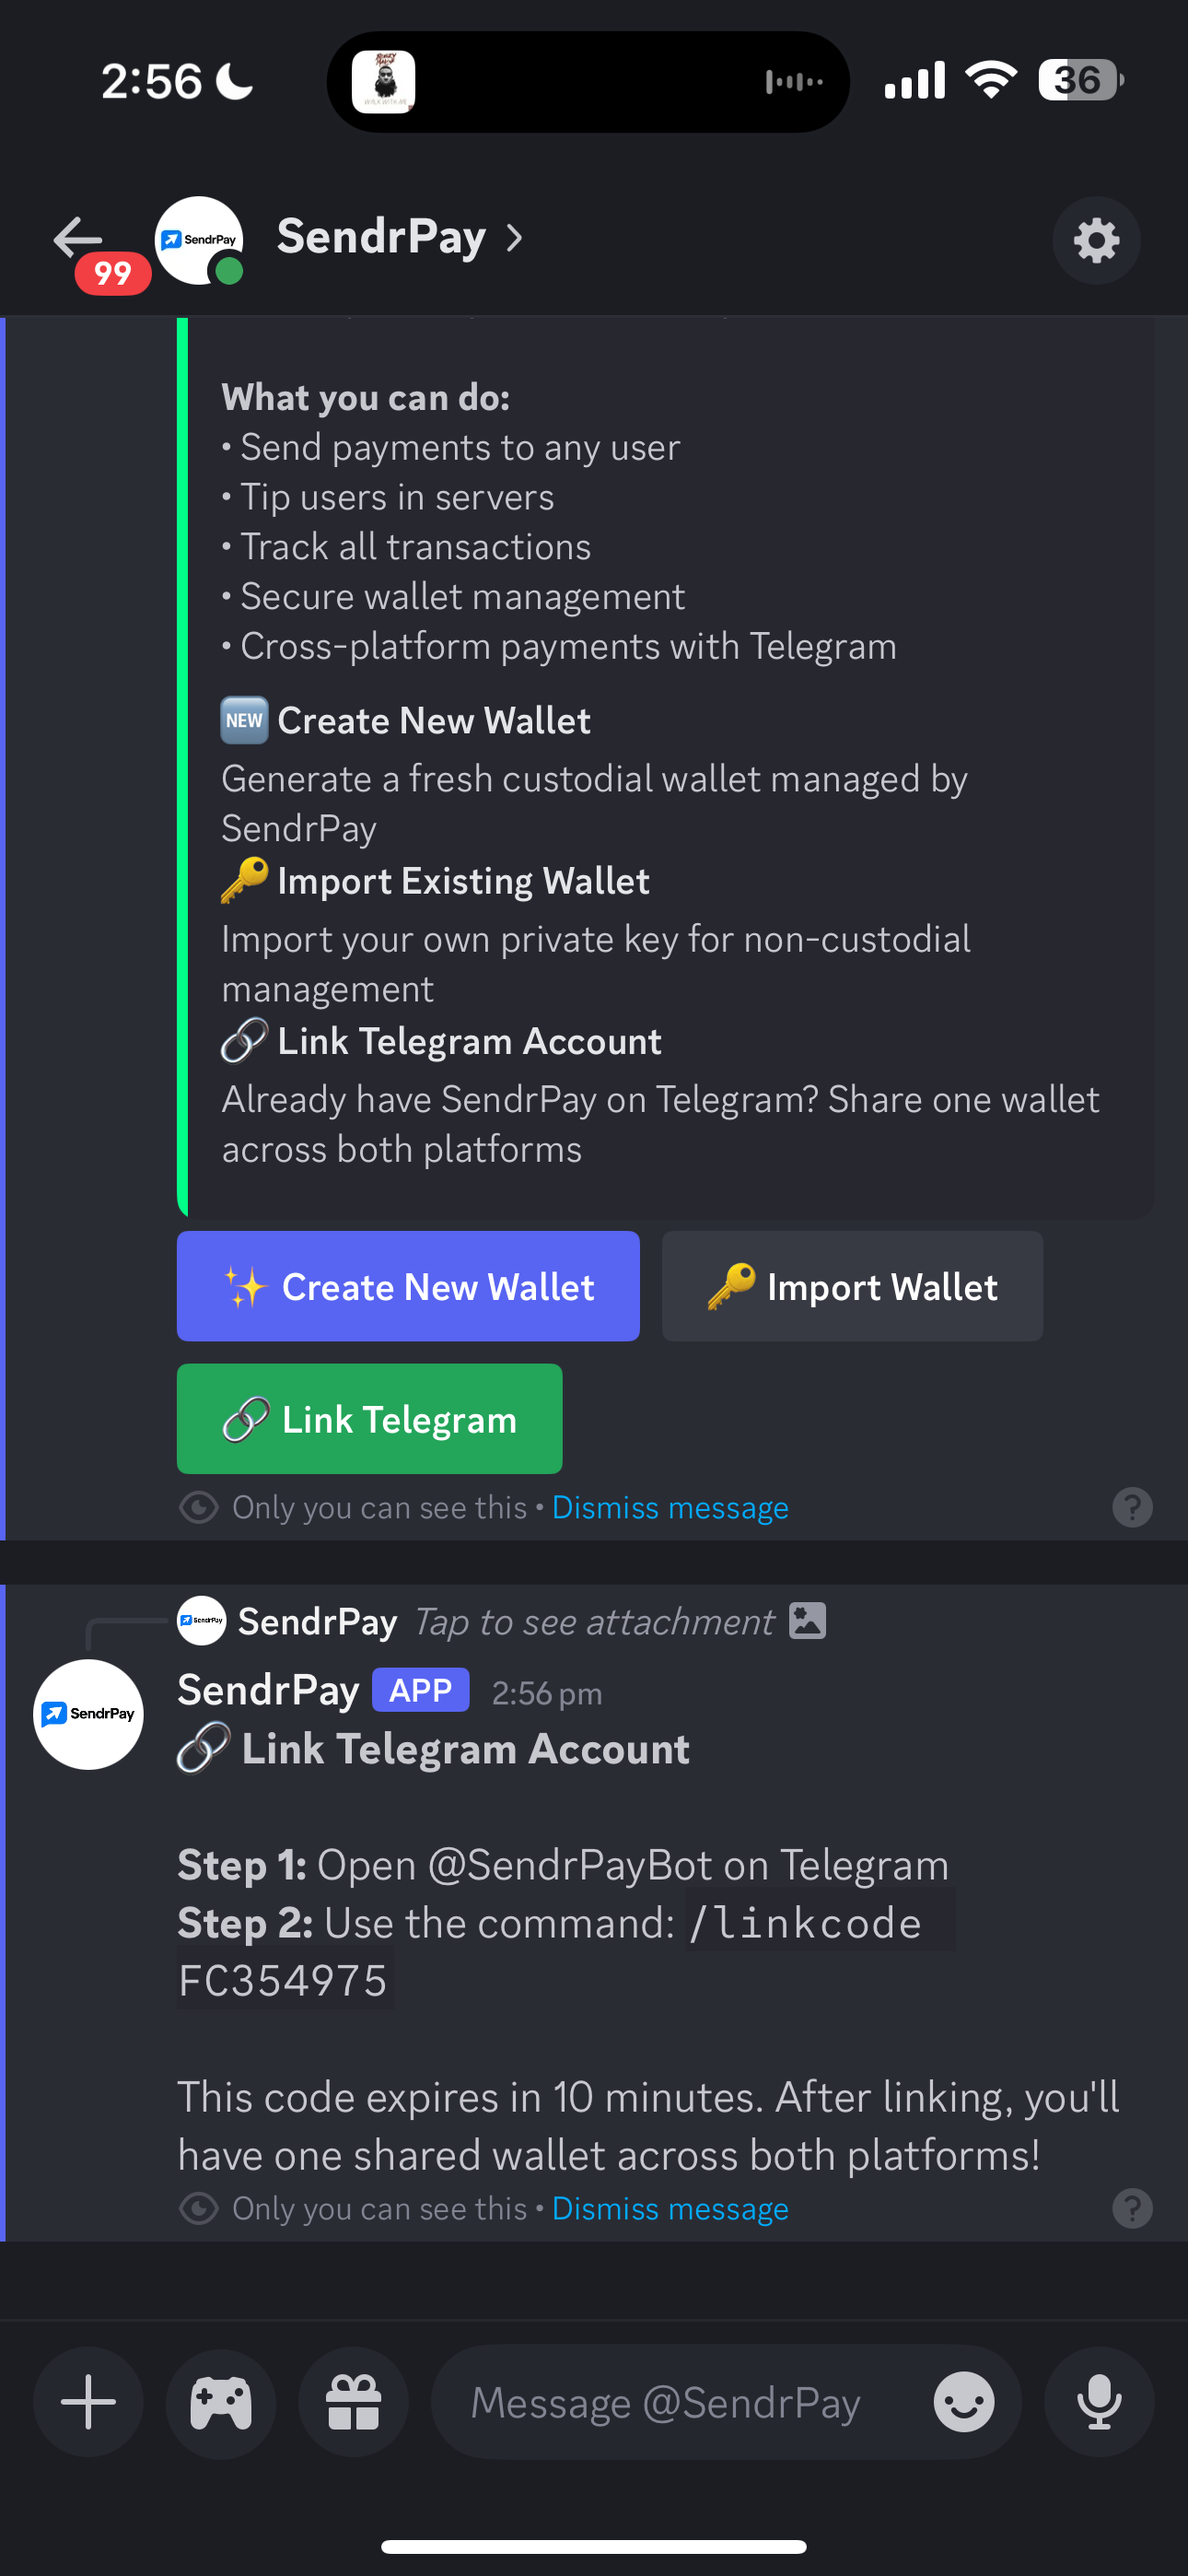 2:56
36
99
SendrPay
SendrPay
What you can do:
• Send payments to any user
• Tip users in servers
• Track all transactions
• Secure wallet management
• Cross-platform payments with Telegram
NEW Create New Wallet
Generate a fresh custodial wallet managed by
SendrPay
Import Existing Wallet
Import your own private key for non-custodial
management
Link Telegram Account
Already have SendrPay on Telegram? Share one wallet
across both platforms
Create New Wallet
Import Wallet
Link Telegram
Only you can see this • Dismiss message
?
SendrPay SendrPay Tap to see attachment
SendrPay APP 2:56 pm
SendrPay
Link Telegram Account
Step 1: Open @SendrPayBot on Telegram
Step 2: Use the command: /linkcode
FC354975
This code expires in 10 minutes. After linking, you'll
have one shared wallet across both platforms!
Only you can see this • Dismiss message
?
Message @SendrPay